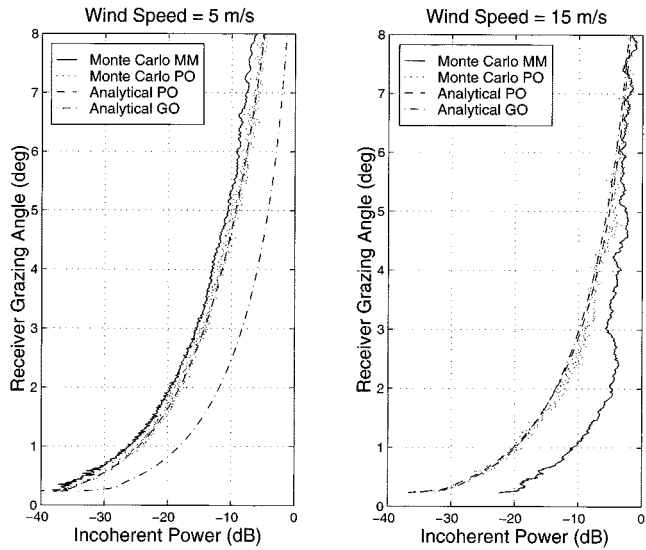 Wind Speed = 5 m/s
8
7
6
5
4
3
2
1
0
Receiver Grazing Angle (deg)
Monte Carlo MM
Monte Carlo PO
Analytical PO
Analytical GO
−40
−30
−20
−10
0
Incoherent Power (dB)
Wind Speed = 15 m/s
8
7
6
5
4
3
2
1
0
Receiver Grazing Angle (deg)
Monte Carlo MM
Monte Carlo PO
Analytical PO
Analytical GO
−40
−30
−20
−10
0
Incoherent Power (dB)